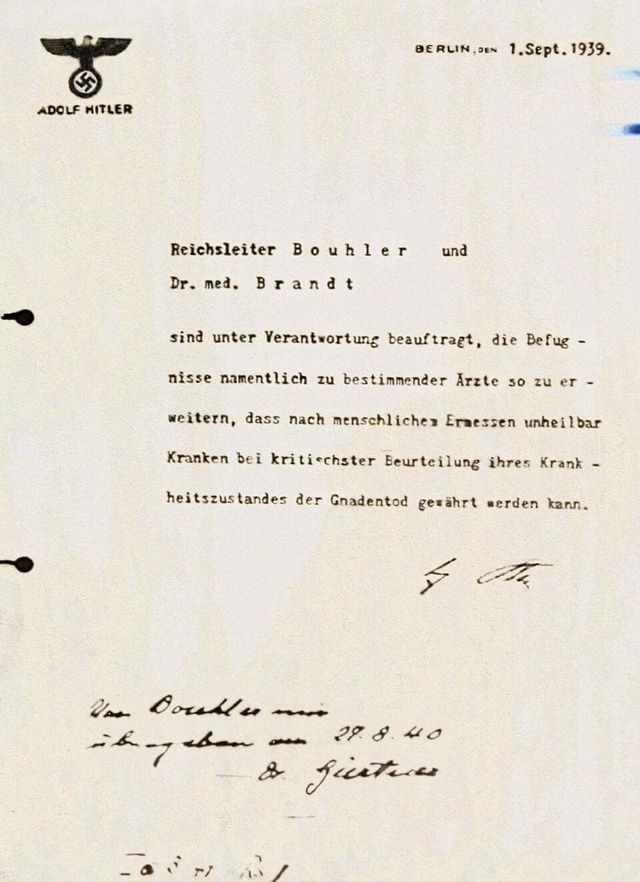 ADOLF HITLER
BERLIN, DEN 1.Sept.1939.
Reichsleiter B o u h l e r und
Dr. med. B r a n d t
sind unter Verantwortung beauftragt, die Befug -
nisse namentlich zu bestimmender Ärzte so zu er -
weitern, dass nach menschlichem Ermessen unheilbar
Kranken bei kritischster Beurteilung ihres Krank -
heitszustandes der Gnadentod gewährt werden kann.
Von Bouhler mir
übergeben am 27.8.40
Dr. Gürtner